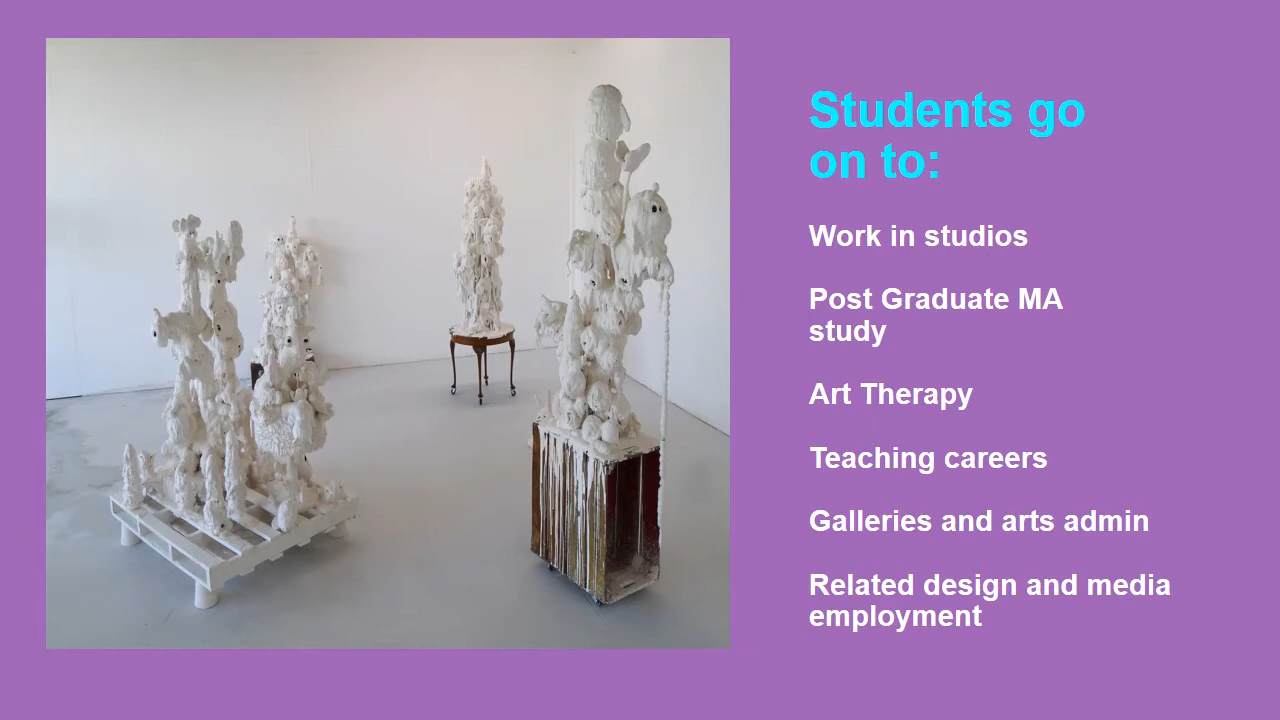 Students go
on to:
Work in studios
Post Graduate MA
study
Art Therapy
Teaching careers
Galleries and arts admin
Related design and media
employment